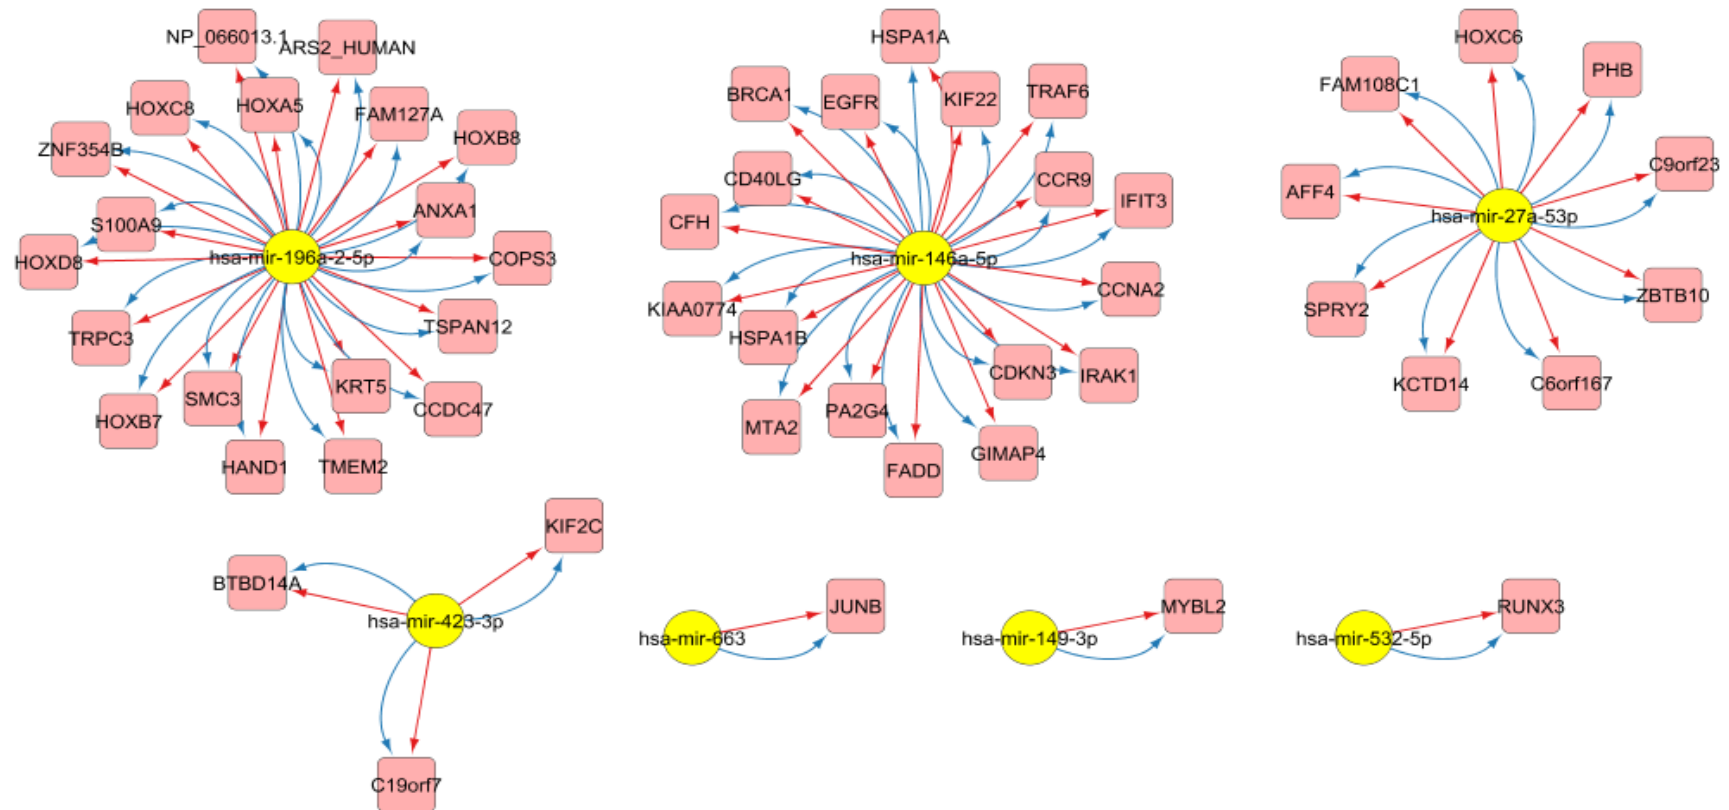 NP_066013.1
ARS2_HUMAN
HOXC8
HOXA5
FAM127A
ZNF354B
HOXB8
S100A9
ANXA1
HOXD8
hsa-mir-196a-2-5p
COPS3
TRPC3
TSPAN12
HOXB7
SMC3
KRT5
CCDC47
HAND1
TMEM2
HSPA1A
BRCA1
EGFR
KIF22
TRAF6
CD40LG
CCR9
CFH
IFIT3
hsa-mir-146a-5p
KIAA0774
CCNA2
HSPA1B
CDKN3
IRAK1
MTA2
PA2G4
FADD
GIMAP4
HOXC6
FAM108C1
PHB
C9orf23
AFF4
hsa-mir-27a-53p
SPRY2
ZBTB10
KCTD14
C6orf167
KIF2C
BTBD14A
hsa-mir-423-3p
C19orf7
JUNB
hsa-mir-663
MYBL2
hsa-mir-149-3p
RUNX3
hsa-mir-532-5p